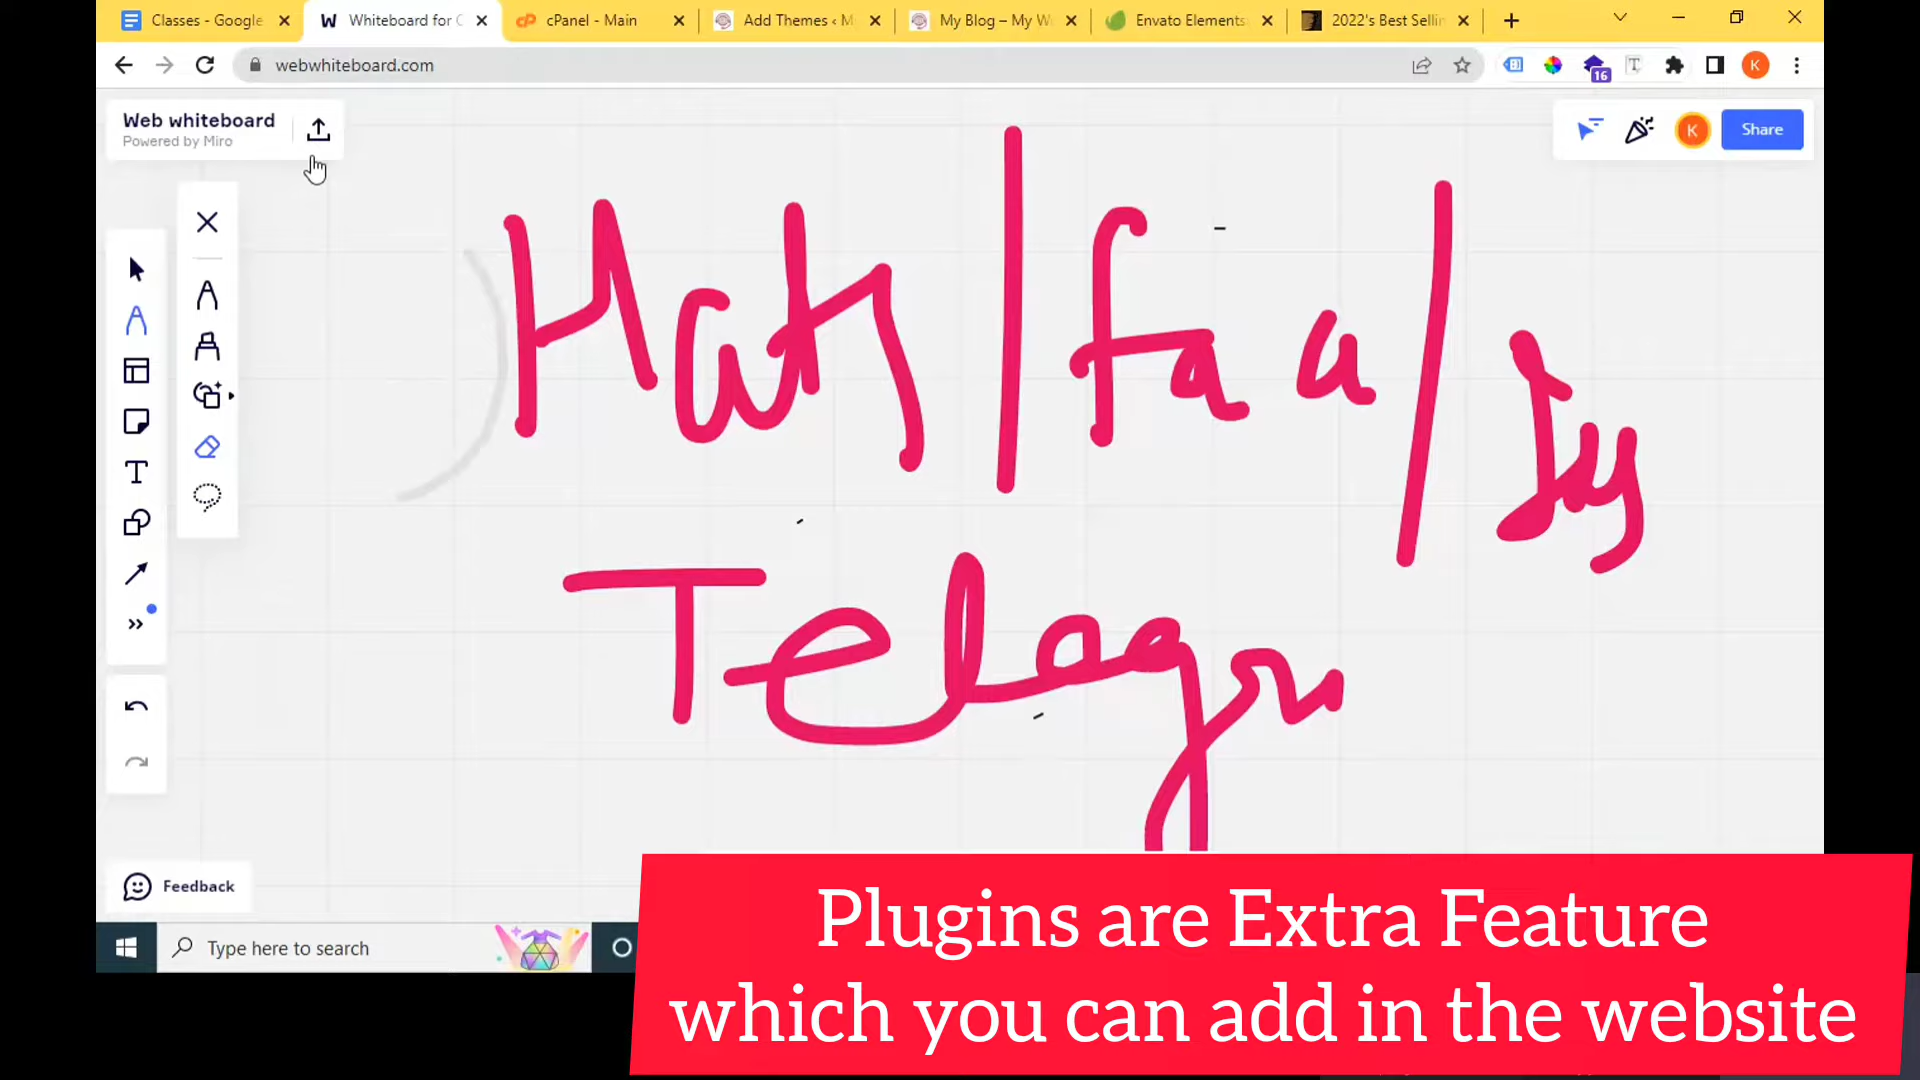 Classes - Google
Whiteboard for C
cPanel - Main
Add Themes ‹ M
My Blog – My W
Envato Elements
2022's Best Sellin
webwhiteboard.com
16
K
Web whiteboard
Powered by Miro
K
Share
T
Feedback
Type here to search
Plugins are Extra Feature
which you can add in the website